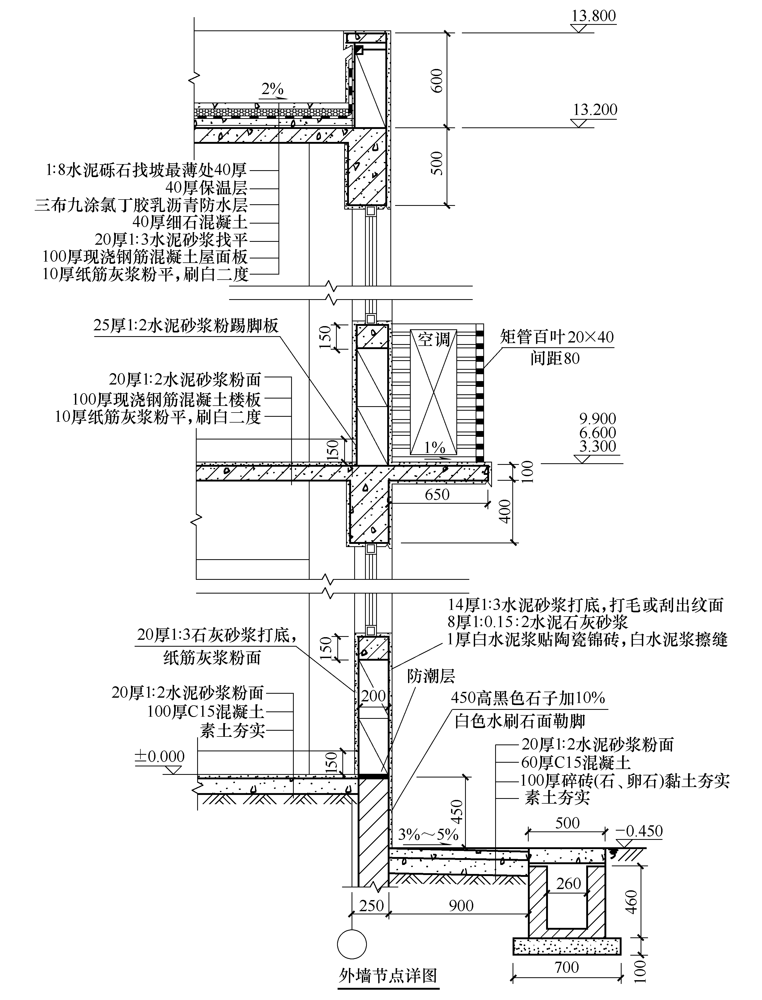 13.800
600
2%
13.200
500
1:8水泥砾石找坡最薄处40厚
40厚保温层
三布九涂氯丁胶乳沥青防水层
40厚细石混凝土
20厚1:3水泥砂浆找平
100厚现浇钢筋混凝土屋面板
10厚纸筋灰浆粉平,刷白二度
25厚1:2水泥砂浆粉踢脚板
150
空调
矩管百叶20×40
间距80
20厚1:2水泥砂浆粉面
100厚现浇钢筋混凝土楼板
10厚纸筋灰浆粉平,刷白二度
9.900
6.600
3.300
150
1%
100
650
400
14厚1:3水泥砂浆打底,打毛或刮出纹面
8厚1:0.15:2水泥石灰砂浆
1厚白水泥浆贴陶瓷锦砖,白水泥浆擦缝
20厚1:3石灰砂浆打底,
纸筋灰浆粉面
150
防潮层
200
450高黑色石子加10%
白色水刷石面勒脚
20厚1:2水泥砂浆粉面
100厚C15混凝土
素土夯实
20厚1:2水泥砂浆粉面
60厚C15混凝土
100厚碎砖(石、卵石)黏土夯实
素土夯实
±0.000
150
450
500
3%~5%
-0.450
260
460
250
900
700
100
外墙节点详图